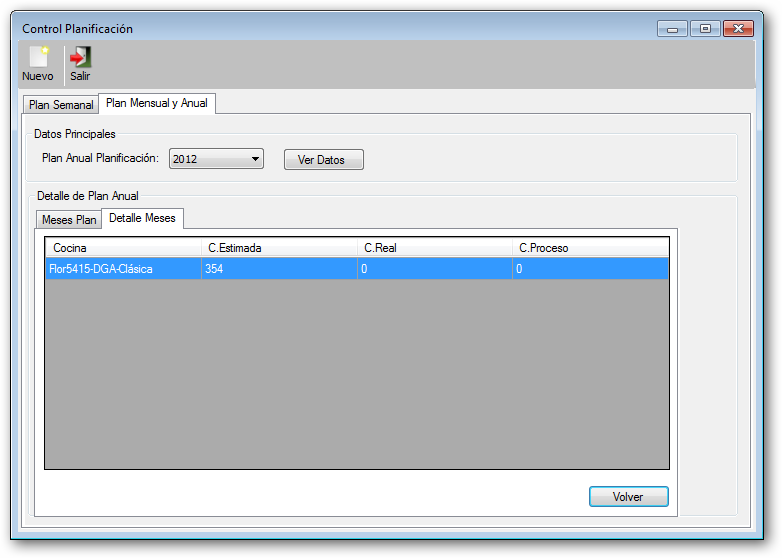 Control Planificación
Nuevo Salir
Plan Semanal Plan Mensual y Anual
Datos Principales
Plan Anual Planificación: 2012 Ver Datos
Detalle de Plan Anual
Meses Plan Detalle Meses
Cocina C.Estimada C.Real C.Proceso
Flor5415-DGA-Clásica 354 0 0
Volver